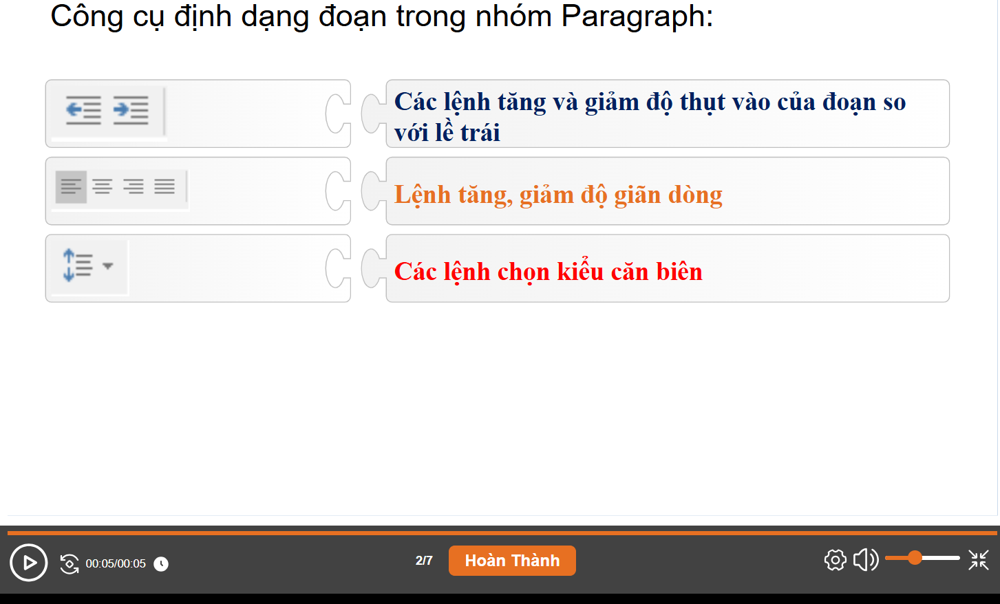 Công cụ định dạng đoạn trong nhóm Paragraph:
Các lệnh tăng và giảm độ thụt vào của đoạn so
với lề trái
Lệnh tăng, giảm độ giãn dòng
Các lệnh chọn kiểu căn biên
00:05/00:05
2/7
Hoàn Thành